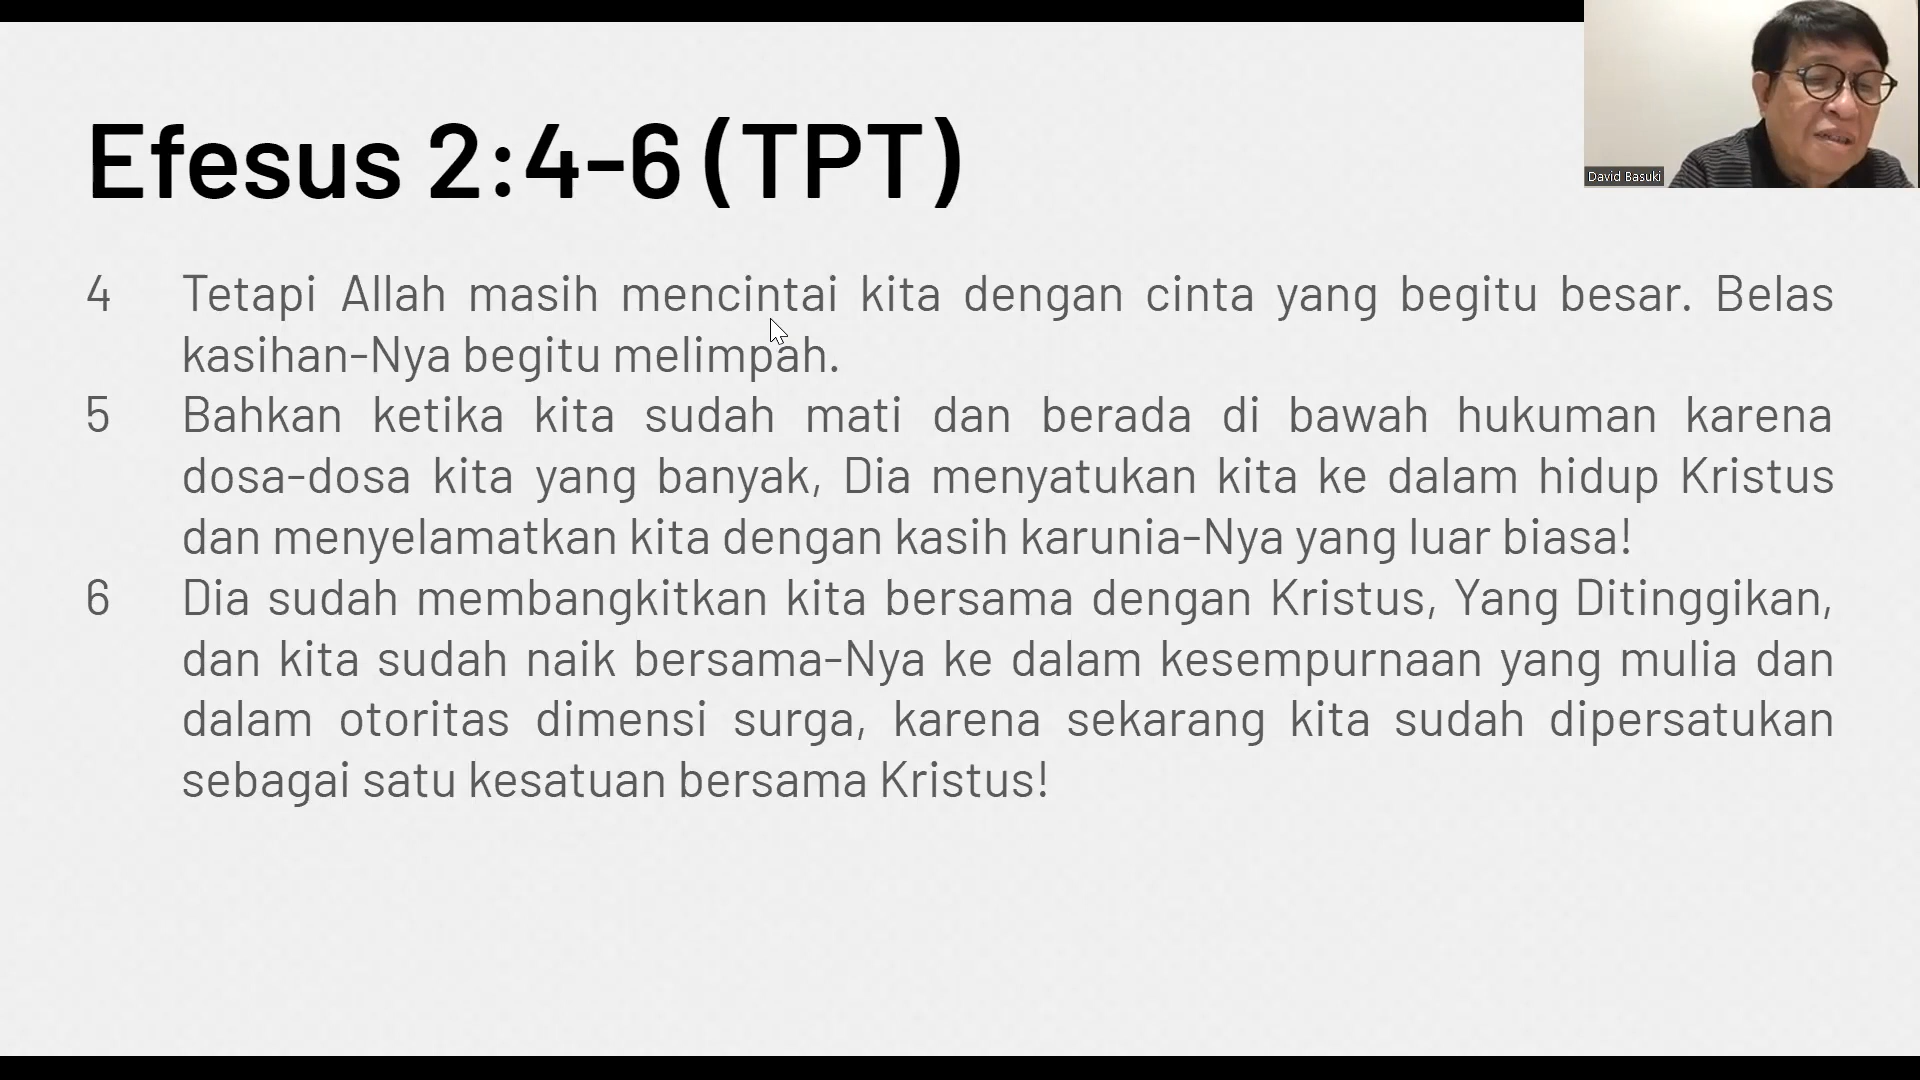 Efesus 2:4-6 (TPT)
David Basuki
4 Tetapi Allah masih mencintai kita dengan cinta yang begitu besar. Belas
kasihan-Nya begitu melimpah.
5 Bahkan ketika kita sudah mati dan berada di bawah hukuman karena
dosa-dosa kita yang banyak, Dia menyatukan kita ke dalam hidup Kristus
dan menyelamatkan kita dengan kasih karunia-Nya yang luar biasa!
6 Dia sudah membangkitkan kita bersama dengan Kristus, Yang Ditinggikan,
dan kita sudah naik bersama-Nya ke dalam kesempurnaan yang mulia dan
dalam otoritas dimensi surga, karena sekarang kita sudah dipersatukan
sebagai satu kesatuan bersama Kristus!